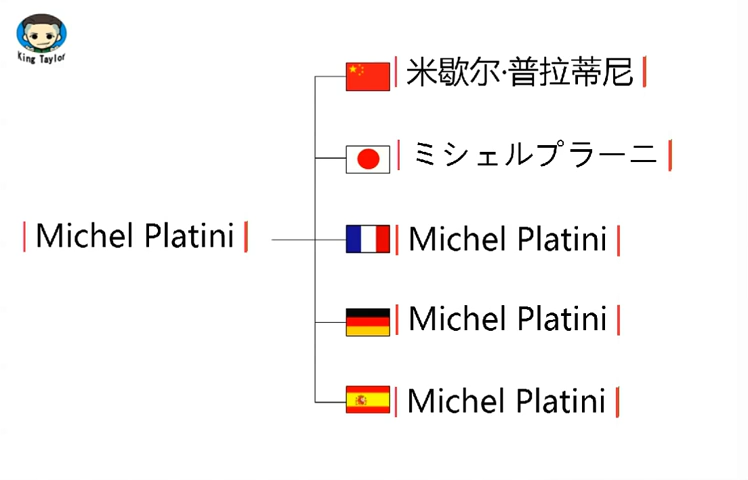 King Taylor
米歇尔·普拉蒂尼
ミシェルプラーニ
Michel Platini
Michel Platini
Michel Platini
Michel Platini